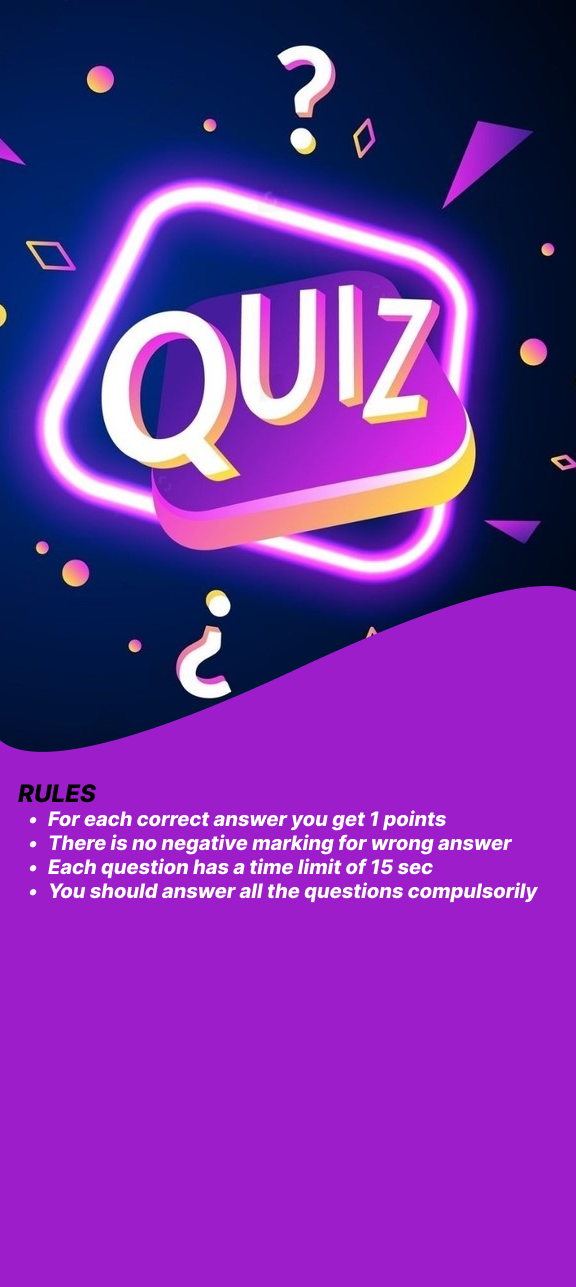 ?
QUIZ
¿
RULES
• For each correct answer you get 1 points
• There is no negative marking for wrong answer
• Each question has a time limit of 15 sec
• You should answer all the questions compulsorily